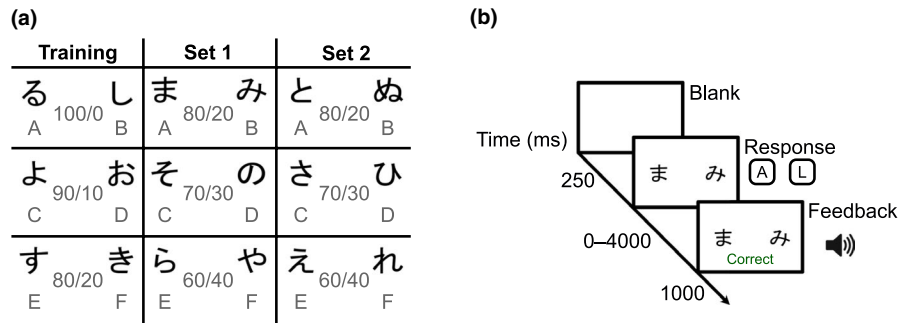 (a)
Training Set 1 Set 2
る 100/0 し ま 80/20 み と 80/20 ぬ
A B A B A B
よ 90/10 お そ 70/30 の さ 70/30 ひ
C D C D C D
す 80/20 き ら 60/40 や え 60/40 れ
E F E F E F
(b)
Blank
Time (ms)
Response
250
ま み
A L
Feedback
0–4000
ま み
Correct
1000